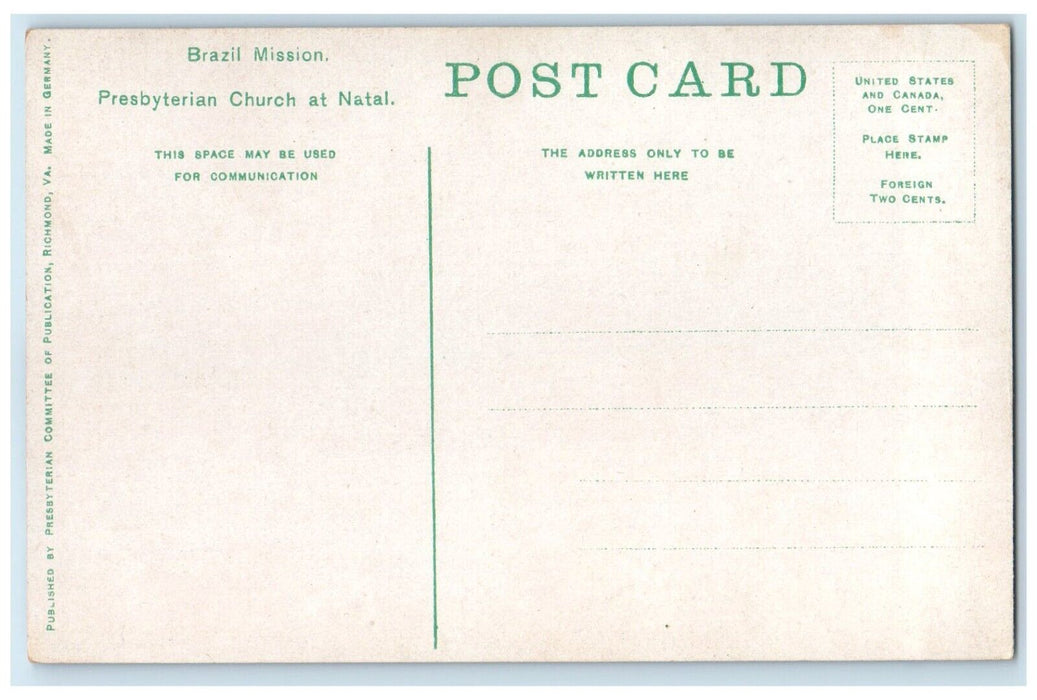 Brazil Mission.
Presbyterian Church at Natal.
THIS SPACE MAY BE USED
FOR COMMUNICATION
POST CARD
THE ADDRESS ONLY TO BE
WRITTEN HERE
UNITED STATES
AND CANADA,
ONE CENT.
PLACE STAMP
HERE.
FOREIGN
TWO CENTS.
PUBLISHED BY PRESBYTERIAN COMMITTEE OF PUBLICATION, RICHMOND, VA. MADE IN GERMANY.